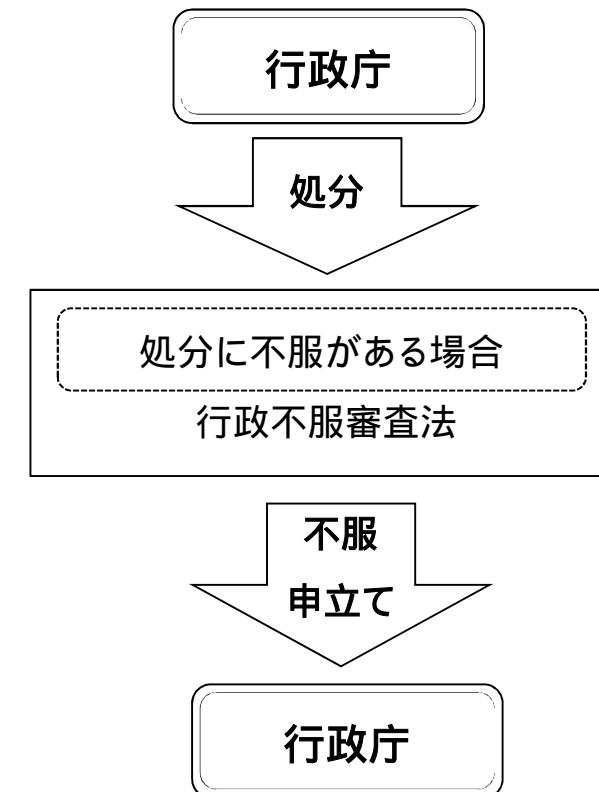 行政庁
処分
処分に不服がある場合
行政不服審査法
不服
申立て
行政庁